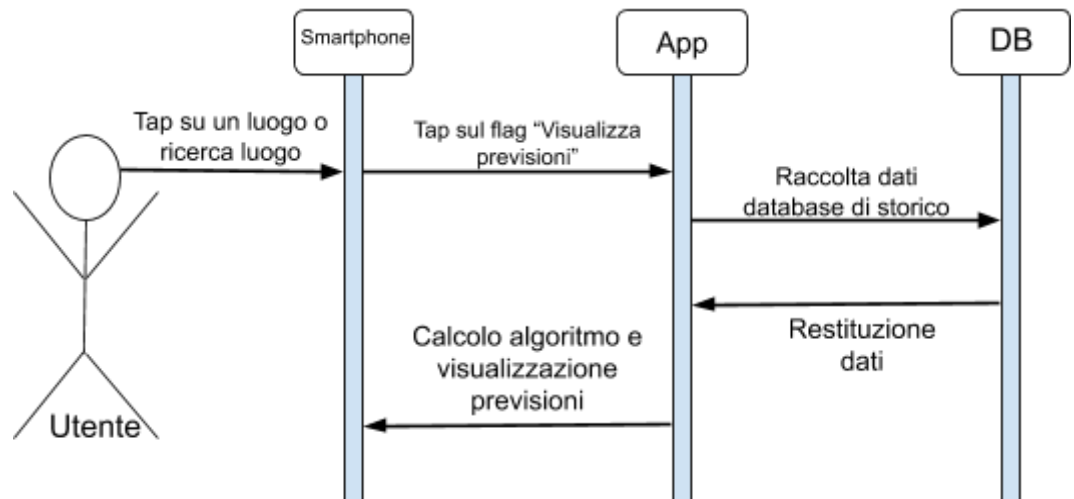 Smartphone
App
DB
Tap su un luogo o
ricerca luogo
Tap sul flag “Visualizza
previsioni”
Raccolta dati
database di storico
Restituzione
dati
Calcolo algoritmo e
visualizzazione
previsioni
Utente